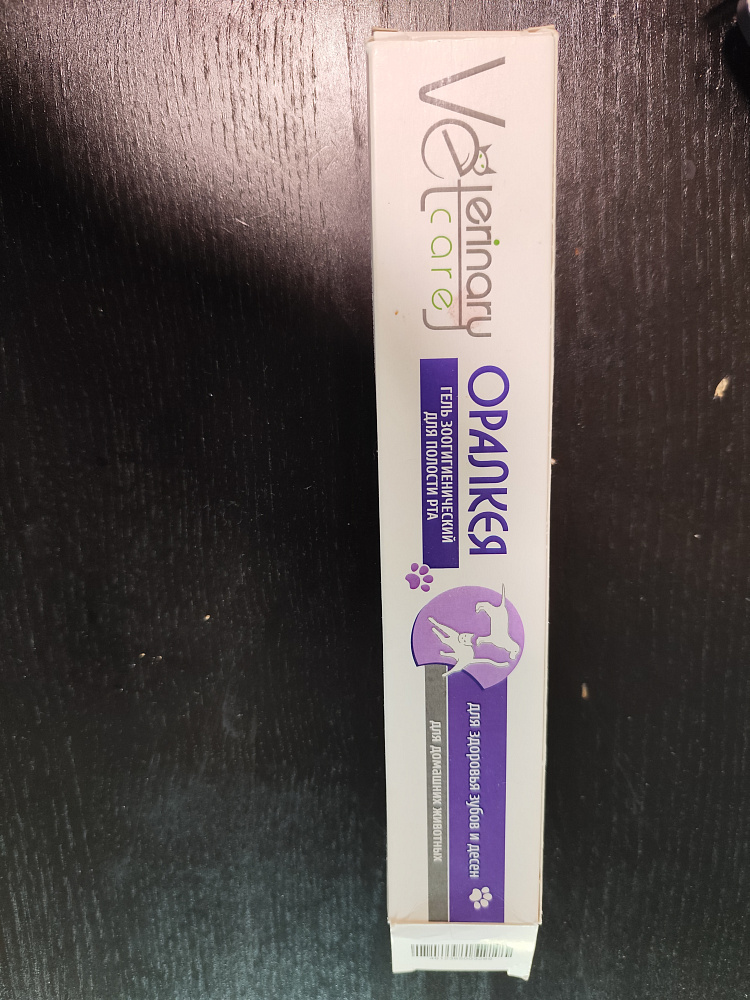 Veterinary
care
ОРАЛКЕЯ
ГЕЛЬ ЗООГИГИЕНИЧЕСКИЙ
ДЛЯ ПОЛОСТИ РТА
для здоровья зубов и десен
для домашних животных